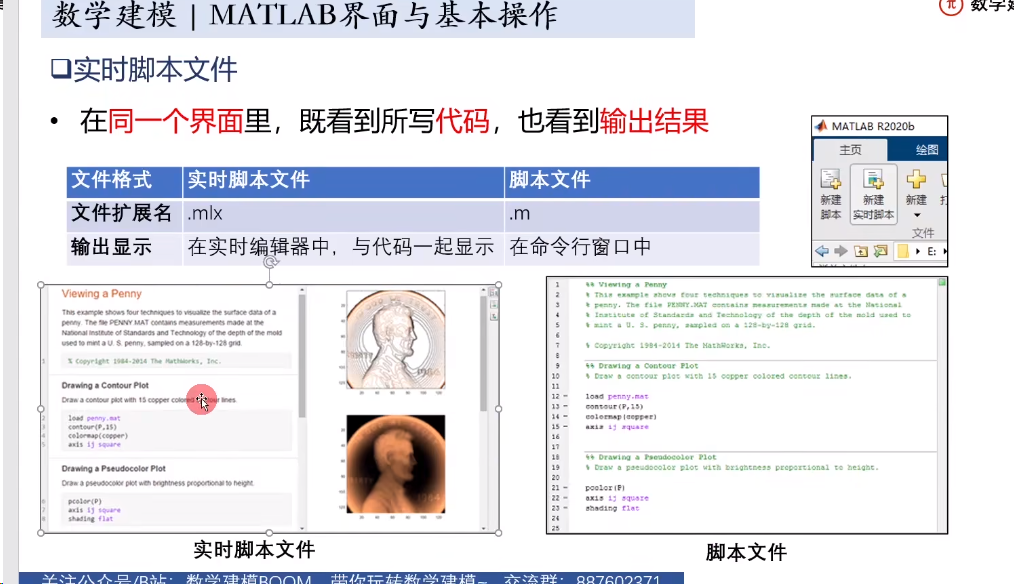 数学建模 | MATLAB界面与基本操作
数学建
❑实时脚本文件
• 在同一个界面里，既看到所写代码，也看到输出结果
文件格式 实时脚本文件 脚本文件
文件扩展名 .mlx .m
输出显示 在实时编辑器中，与代码一起显示 在命令行窗口中
MATLAB R2020b
主页 绘图
新建 新建 新建
脚本 实时脚本
文件
E:
Viewing a Penny
This example shows four techniques to visualize the surface data of a
penny. The file PENNY.MAT contains measurements made at the
National Institute of Standards and Technology of the depth of the mold
used to mint a U. S. penny, sampled on a 128-by-128 grid.
1 % Copyright 1984-2014 The MathWorks, Inc.
Drawing a Contour Plot
Draw a contour plot with 15 copper colored contour lines.
2 load penny.mat
3 contour(P,15)
4 colormap(copper)
5 axis ij square
Drawing a Pseudocolor Plot
Draw a pseudocolor plot with brightness proportional to height.
6 pcolor(P)
7 axis ij square
8 shading flat
实时脚本文件
1 %% Viewing a Penny
2 % This example shows four techniques to visualize the surface data of a
3 % penny. The file PENNY.MAT contains measurements made at the National
4 % Institute of Standards and Technology of the depth of the mold used to
5 % mint a U. S. penny, sampled on a 128-by-128 grid.
6
7 % Copyright 1984-2014 The MathWorks, Inc.
8
9 %% Drawing a Contour Plot
10 % Draw a contour plot with 15 copper colored contour lines.
11
12 – load penny.mat
13 – contour(P,15)
14 – colormap(copper)
15 – axis ij square
16
17
18 %% Drawing a Pseudocolor Plot
19 % Draw a pseudocolor plot with brightness proportional to height.
20
21 – pcolor(P)
22 – axis ij square
23 – shading flat
24
25
脚本文件
关注公众号/B站：数学建模BOOM，带你玩转数学建模~ 交流群：887602371